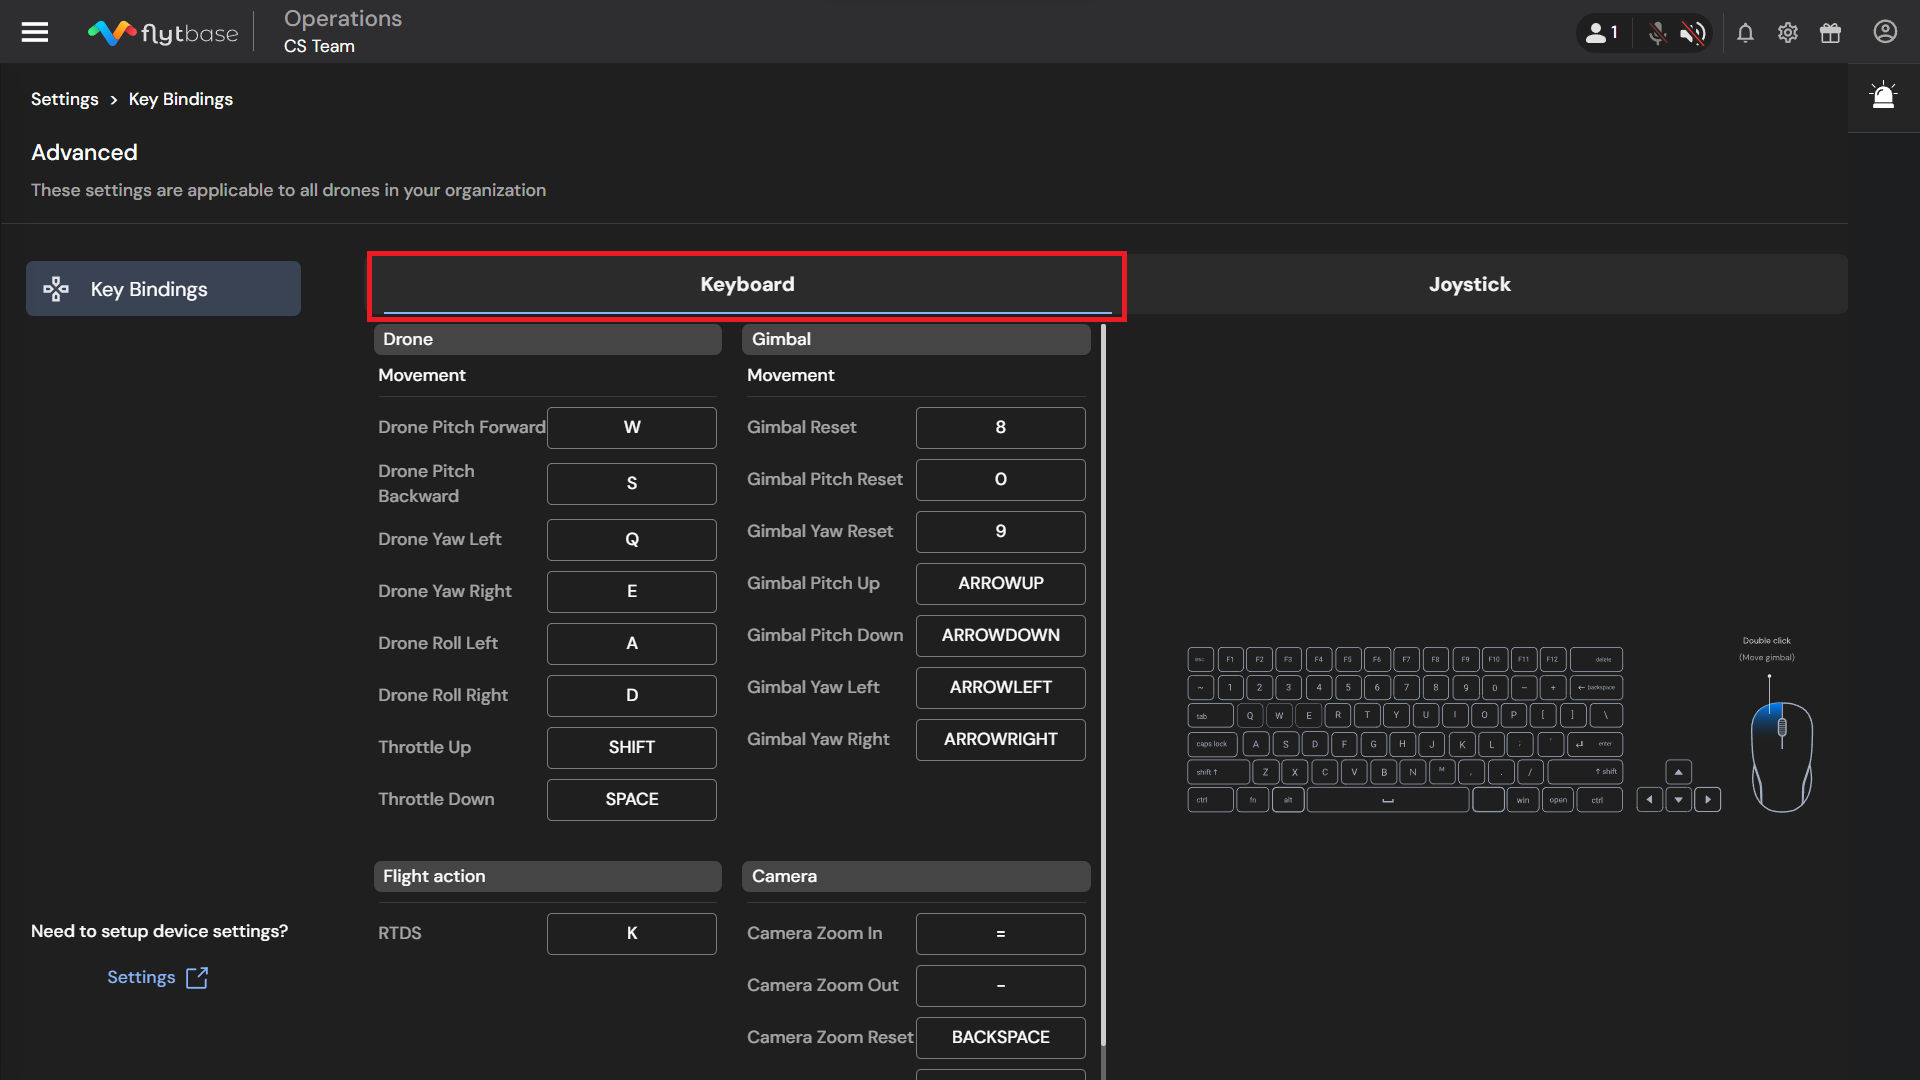 flytbase
Operations
CS Team
1
Settings > Key Bindings
Advanced
These settings are applicable to all drones in your organization
Key Bindings
Keyboard
Joystick
Drone
Movement
Drone Pitch Forward W
Drone Pitch
Backward
S
Drone Yaw Left Q
Drone Yaw Right E
Drone Roll Left A
Drone Roll Right D
Throttle Up SHIFT
Throttle Down SPACE
Gimbal
Movement
Gimbal Reset 8
Gimbal Pitch Reset 0
Gimbal Yaw Reset 9
Gimbal Pitch Up ARROWUP
Gimbal Pitch Down ARROWDOWN
Gimbal Yaw Left ARROWLEFT
Gimbal Yaw Right ARROWRIGHT
Flight action
RTDS K
Camera
Camera Zoom In =
Camera Zoom Out -
Camera Zoom Reset BACKSPACE
Need to setup device settings?
Settings
Double click
(Move gimbal)
esc F1 F2 F3 F4 F5 F6 F7 F8 F9 F10 F11 F12 delete
~ 1 2 3 4 5 6 7 8 9 0 - + ← backspace
tab Q W E R T Y U I O P [ ] \
caps lock A S D F G H J K L ; ' enter
shift ↑ Z X C V B N M , . / ↑ shift
ctrl fn alt win open ctrl